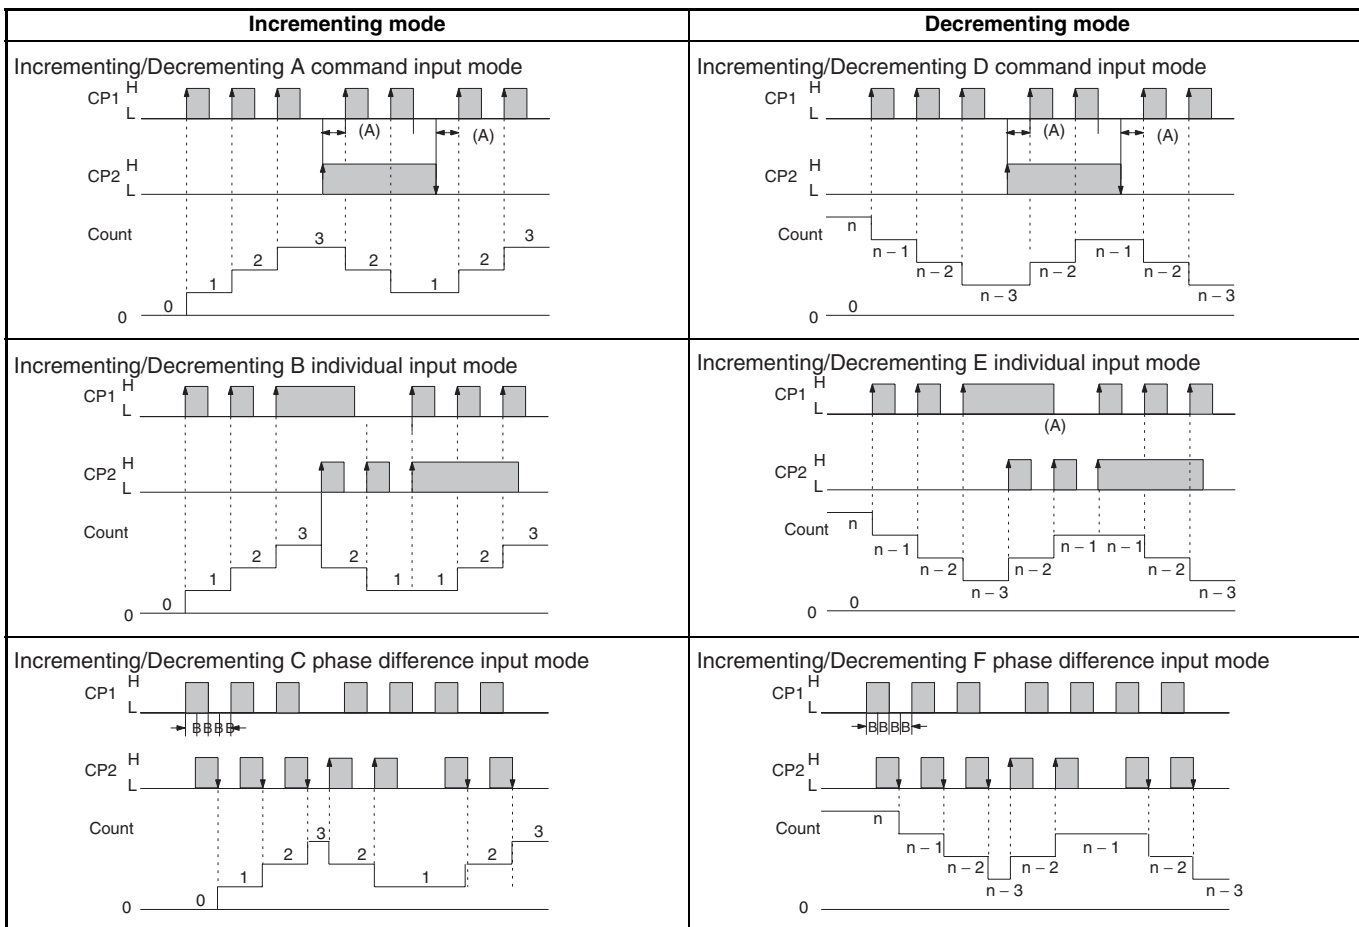 Incrementing mode
Decrementing mode
Incrementing/Decrementing A command input mode
CP1 H
L
(A) (A)
CP2 H
L
Count
0 1 2 3 2 1 2 3
0
Incrementing/Decrementing D command input mode
CP1 H
L
(A) (A)
CP2 H
L
Count
n n – 1 n – 2 n – 3 n – 2 n – 1 n – 2 n – 3
0
0
Incrementing/Decrementing B individual input mode
CP1 H
L
CP2 H
L
Count
0 1 2 3 2 1 1 2 3
0
Incrementing/Decrementing E individual input mode
CP1 H
L
(A)
CP2 H
L
Count
n n – 1 n – 2 n – 3 n – 2 n – 1 n – 1 n – 2 n – 3
0
0
Incrementing/Decrementing C phase difference input mode
CP1 H
L
B B B B
CP2 H
L
Count
0 1 2 3 2 1 2 3
0
Incrementing/Decrementing F phase difference input mode
CP1 H
L
B B B B
CP2 H
L
Count
n n – 1 n – 2 n – 3 n – 2 n – 1 n – 2 n – 3
0